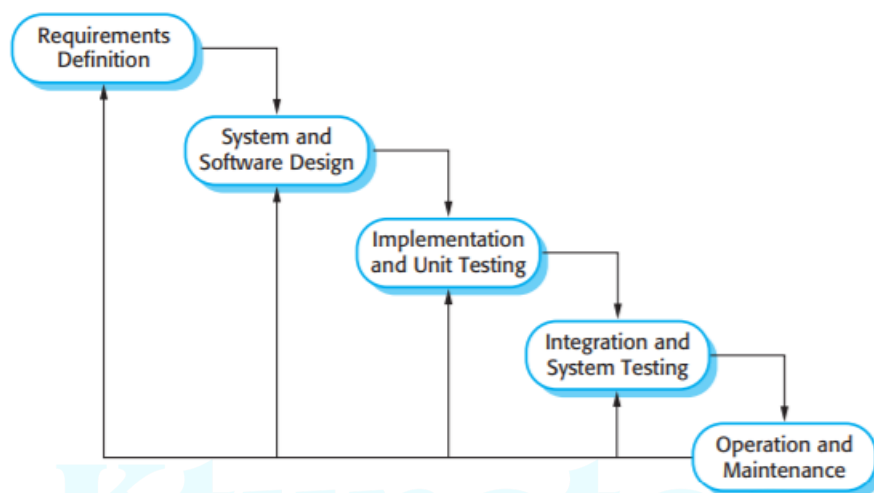 Requirements
Definition
System and
Software Design
Implementation
and Unit Testing
Integration and
System Testing
Operation and
Maintenance